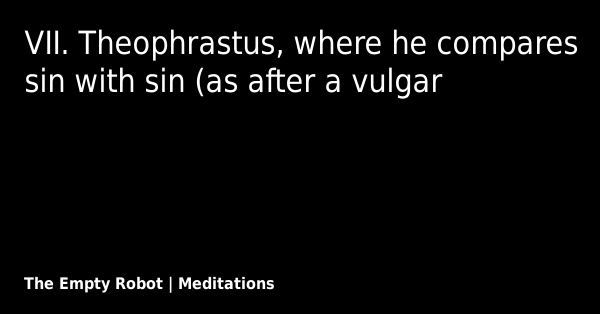 VII. Theophrastus, where he compares
sin with sin (as after a vulgar
The Empty Robot | Meditations